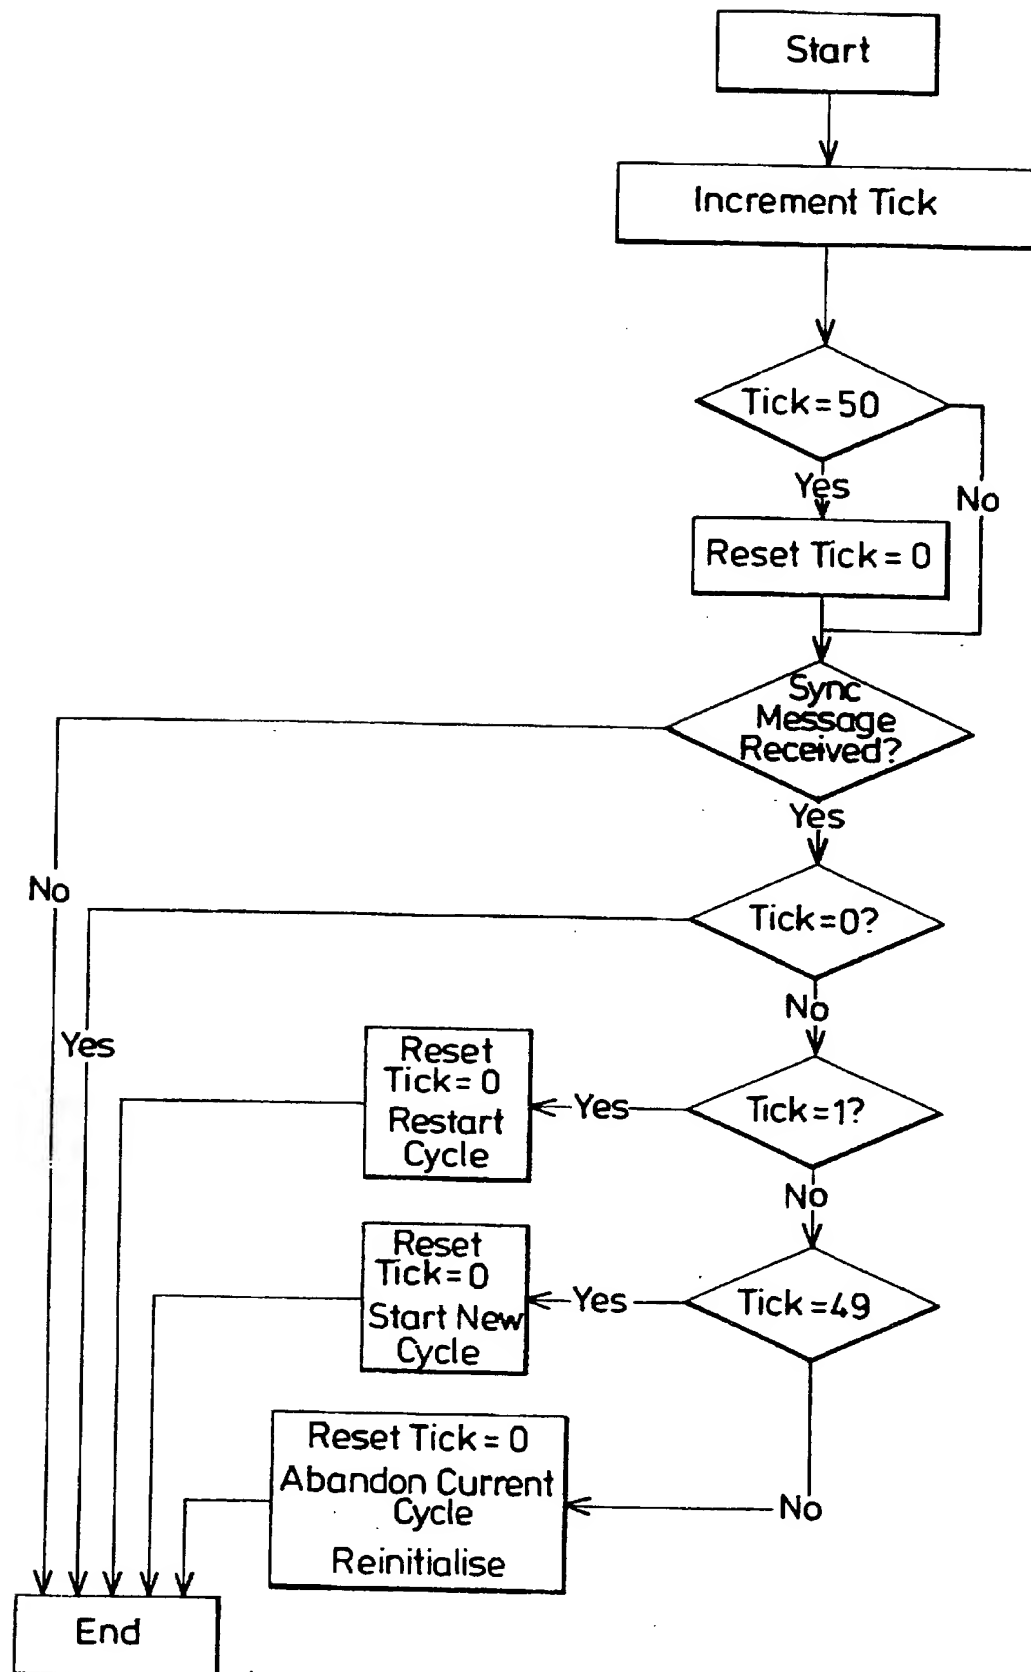 Start
Increment Tick
Tick=50
Yes
No
Reset Tick=0
Sync
Message
Received?
Yes
No
Tick=0?
No
Yes
Reset
Tick=0
Restart
Cycle
Yes
Tick=1?
No
Reset
Tick=0
Start New
Cycle
Yes
Tick=49
Reset Tick=0
Abandon Current
Cycle
Reinitialise
No
End